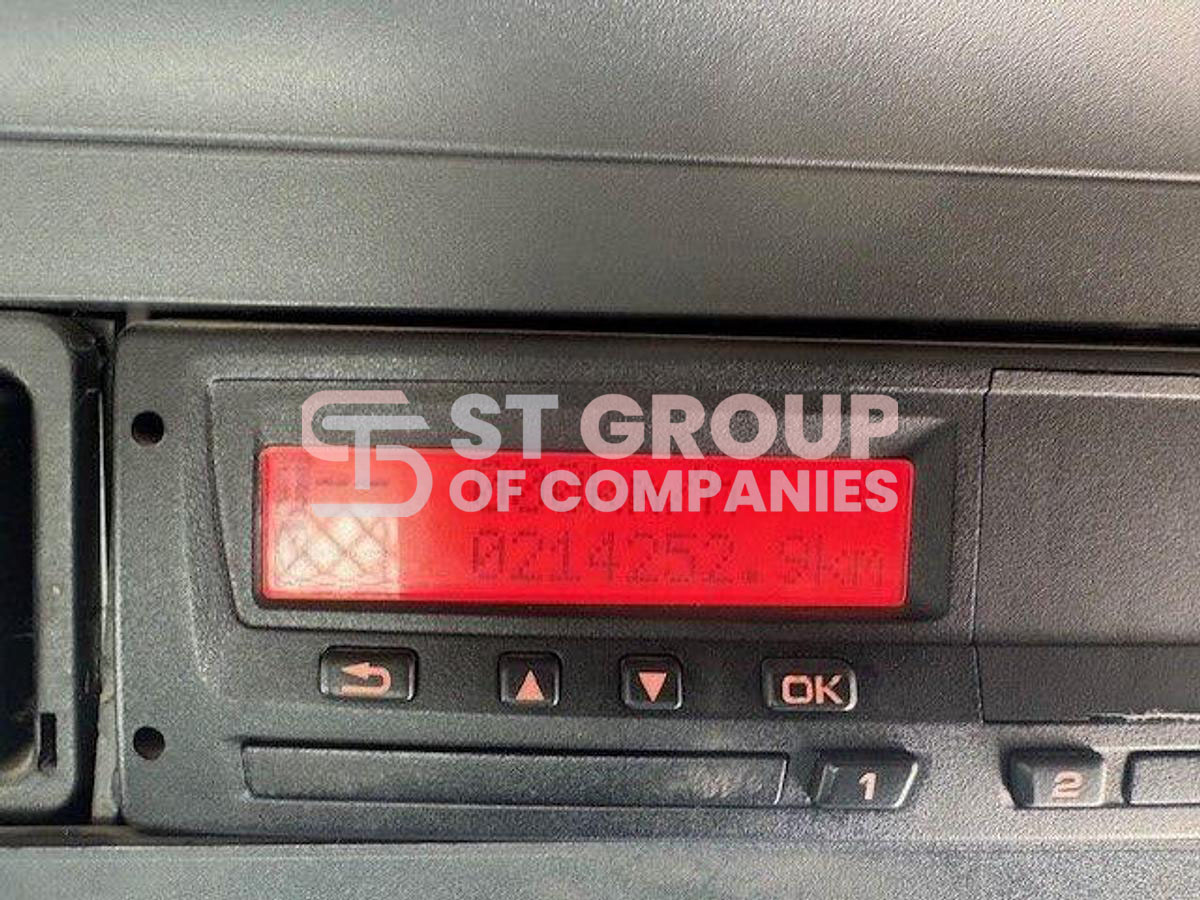 ST GROUP
OF COMPANIES
0214252.9km
OK
1
2